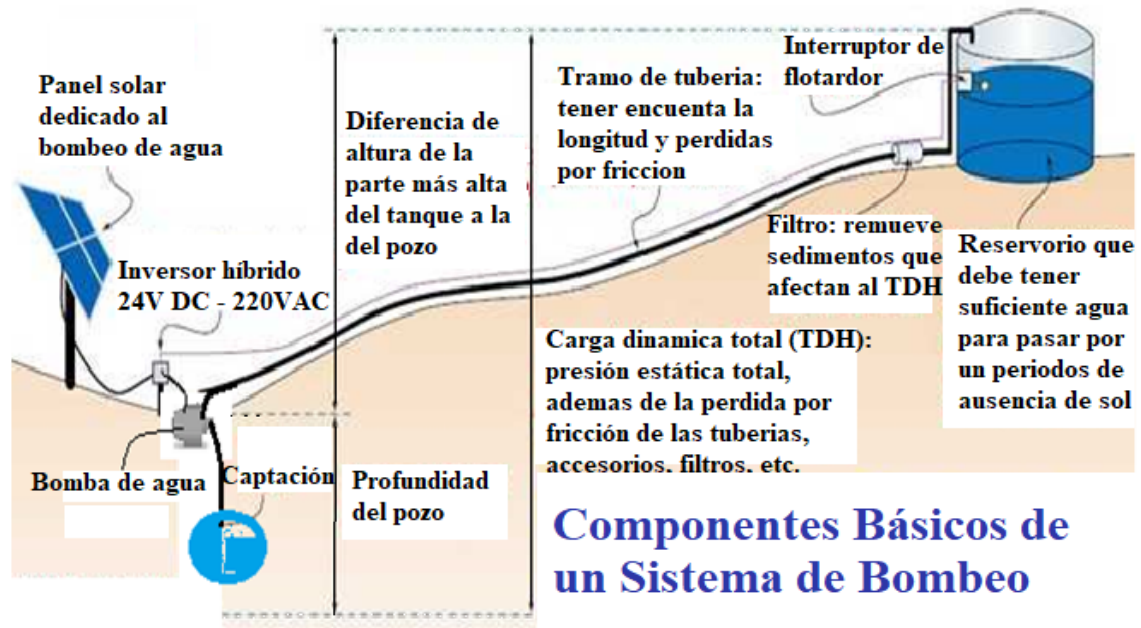 Panel solar
dedicado al
bombeo de agua
Inversor híbrido
24V DC - 220VAC
Bomba de agua
Captación
Diferencia de
altura de la
parte más alta
del tanque a la
del pozo
Profundidad
del pozo
Tramo de tuberia:
tener encuenta la
longitud y perdidas
por friccion
Interruptor de
flotardor
Filtro: remueve
sedimentos que
afectan al TDH
Reservorio que
debe tener
suficiente agua
para pasar por
un periodos de
ausencia de sol
Carga dinamica total (TDH):
presión estática total,
ademas de la perdida por
fricción de las tuberias,
accesorios, filtros, etc.
Componentes Básicos de
un Sistema de Bombeo